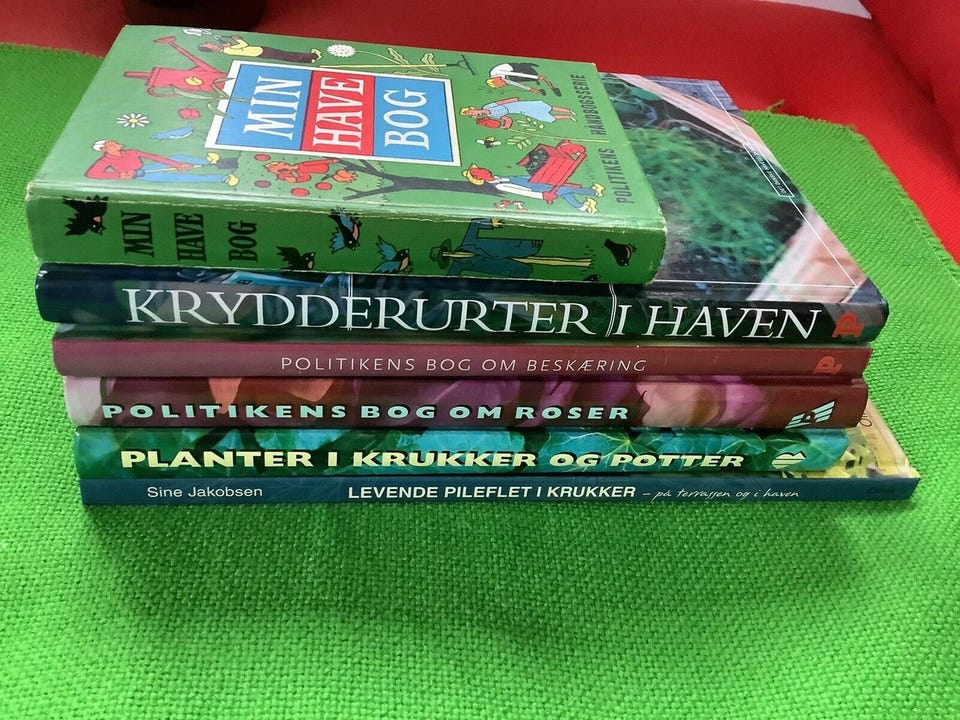 MIN
HAVE
BOG
POLITIKENS HÅNDBOGSSERIE
MIN
HAVE
BOG
KRYDDERURTER I HAVEN
P
POLITIKENS BOG OM BESKÆRING
P
POLITIKENS BOG OM ROSER
PLANTER I KRUKKER OG POTTER
Sine Jakobsen LEVENDE PILEFLET I KRUKKER – på terrassen og i haven